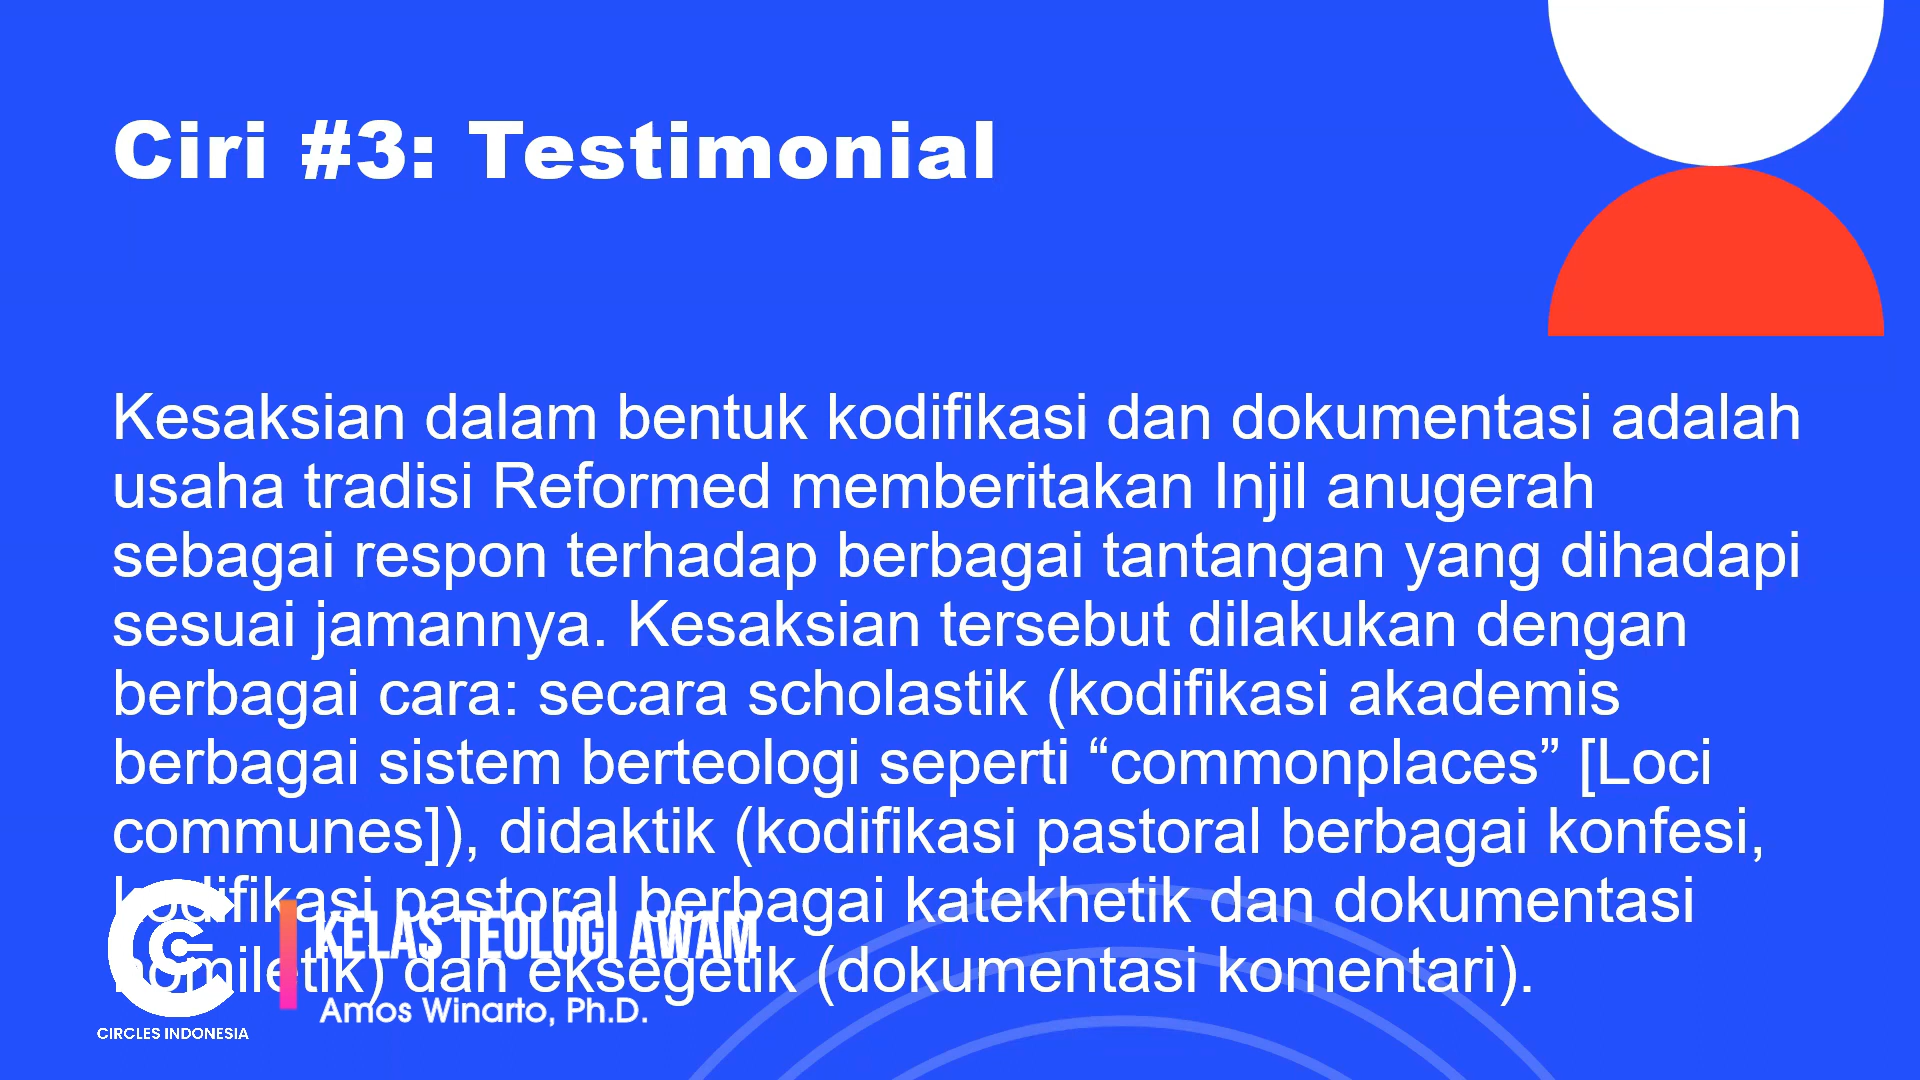 Ciri #3: Testimonial
Kesaksian dalam bentuk kodifikasi dan dokumentasi adalah
usaha tradisi Reformed memberitakan Injil anugerah
sebagai respon terhadap berbagai tantangan yang dihadapi
sesuai jamannya. Kesaksian tersebut dilakukan dengan
berbagai cara: secara scholastik (kodifikasi akademis
berbagai sistem berteologi seperti “commonplaces” [Loci
communes]), didaktik (kodifikasi pastoral berbagai konfesi,
kodifikasi pastoral berbagai katekhetik dan dokumentasi
homiletik) dan eksegetik (dokumentasi komentari).
KELAS TEOLOGI AWAM
Amos Winarto, Ph.D.
CIRCLES INDONESIA